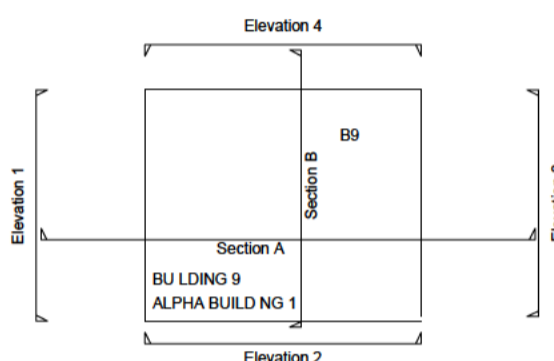 Elevation 4
B9
Elevation 1
Section B
Section A
BU LDING 9
ALPHA BUILD NG 1
Elevation 2